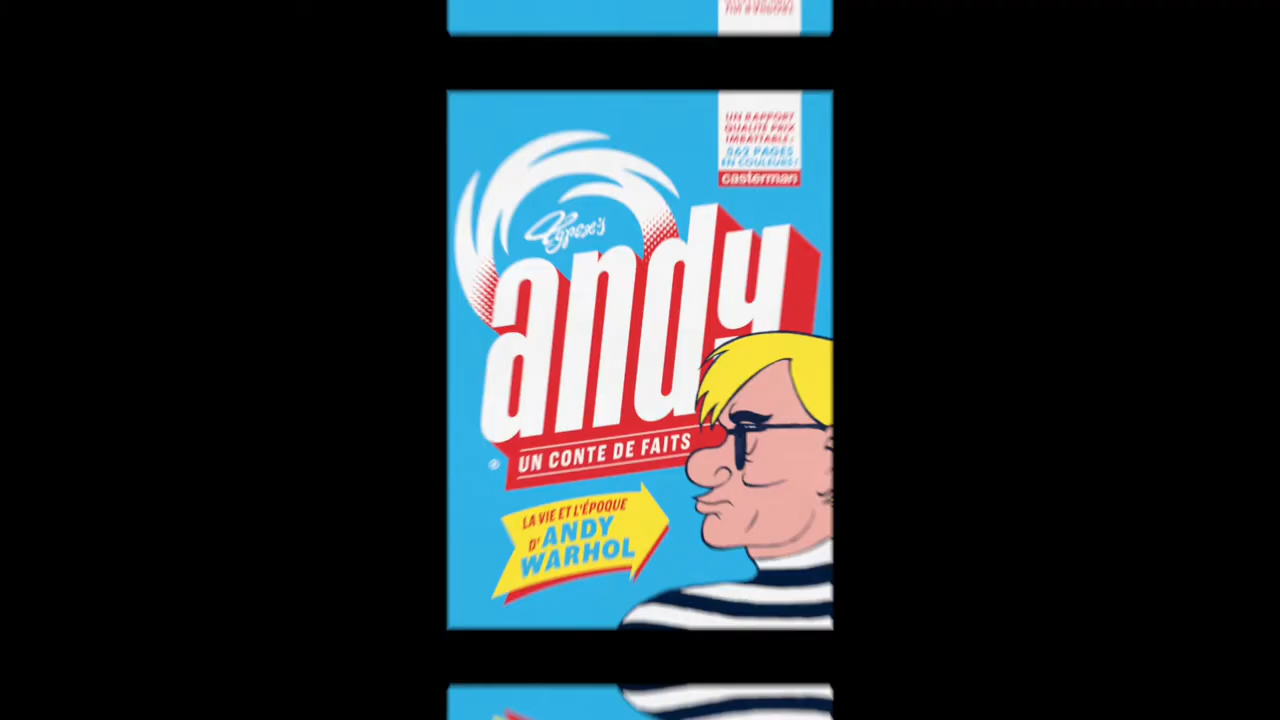 UN RAPPORT
QUALITÉ PRIX
IMBATTABLE :
562 PAGES
EN COULEURS !
casterman
Typex's
andy
UN CONTE DE FAITS
LA VIE ET L'ÉPOQUE
D'ANDY
WARHOL